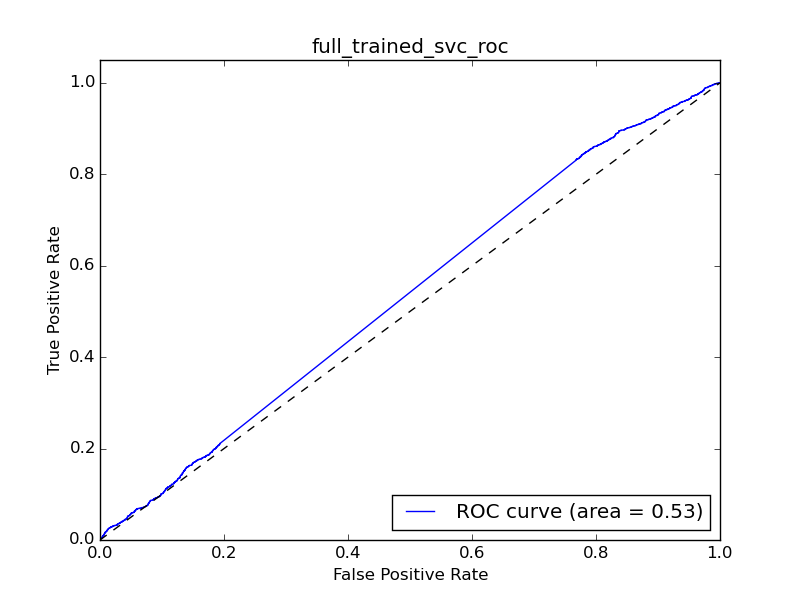 full_trained_svc_roc
1.0
0.8
0.6
0.4
0.2
0.0
True Positive Rate
ROC curve (area = 0.53)
0.0 0.2 0.4 0.6 0.8 1.0
False Positive Rate